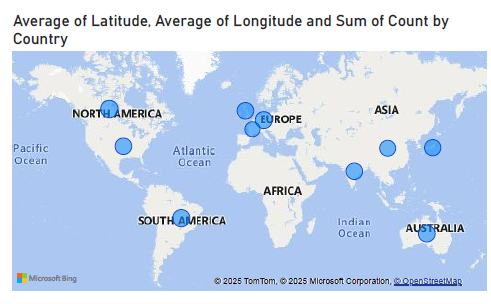 Average of Latitude, Average of Longitude and Sum of Count by
Country
NORTH AMERICA
EUROPE
ASIA
Pacific
Ocean
Atlantic
Ocean
AFRICA
SOUTH AMERICA
Indian
Ocean
AUSTRALIA
Microsoft Bing
© 2025 TomTom, © 2025 Microsoft Corporation, © OpenStreetMap